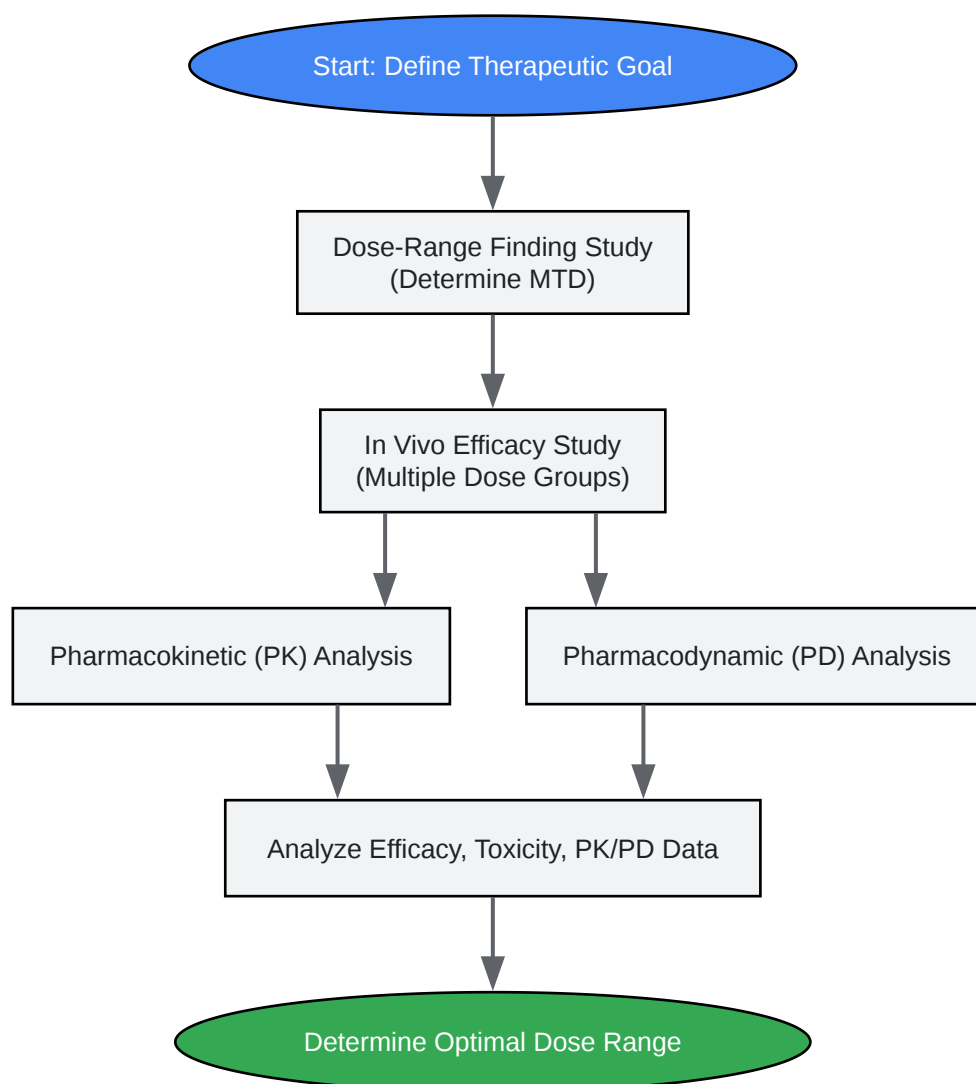 Start: Define Therapeutic Goal
Dose-Range Finding Study
(Determine MTD)
In Vivo Efficacy Study
(Multiple Dose Groups)
Pharmacokinetic (PK) Analysis
Pharmacodynamic (PD) Analysis
Analyze Efficacy, Toxicity, PK/PD Data
Determine Optimal Dose Range